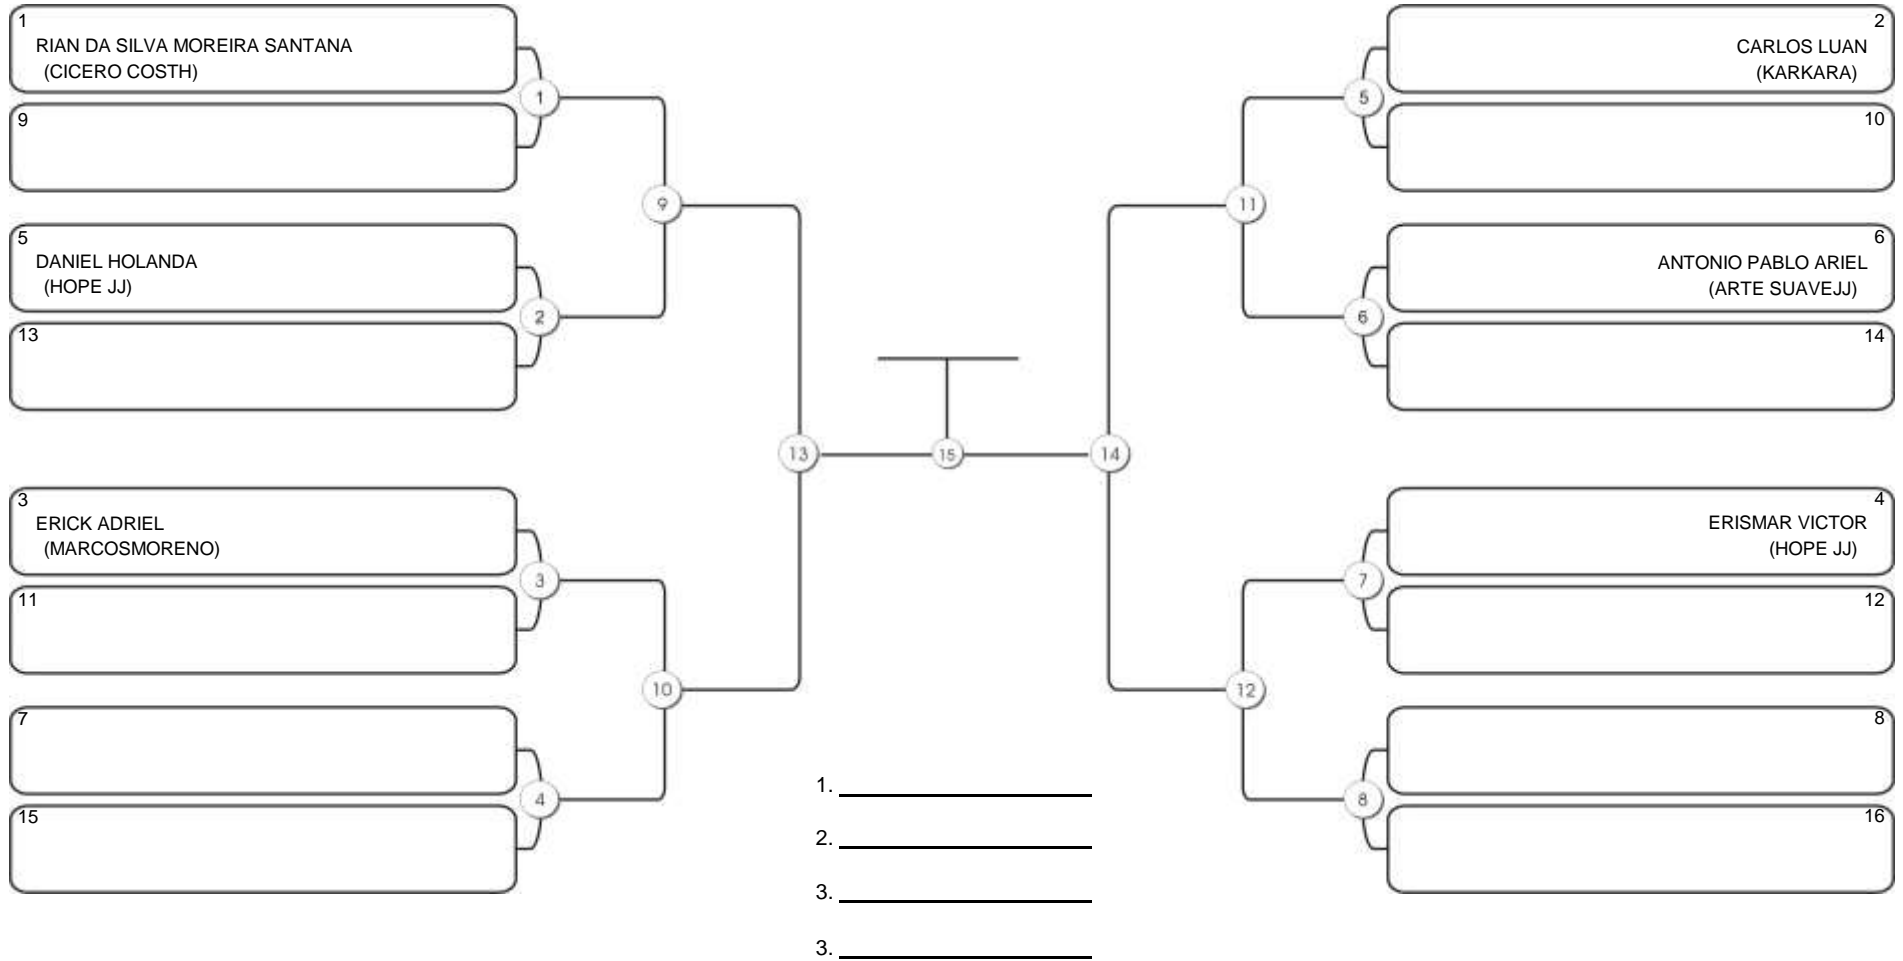 1
RIAN DA SILVA MOREIRA SANTANA
(CICERO COSTH)
9
1
5
DANIEL HOLANDA
(HOPE JJ)
13
2
9
3
ERICK ADRIEL
(MARCOSMORENO)
11
3
7
15
4
10
13
15
14
2
CARLOS LUAN
(KARKARA)
10
5
6
ANTONIO PABLO ARIEL
(ARTE SUAVEJJ)
14
6
11
4
ERISMAR VICTOR
(HOPE JJ)
12
7
8
16
8
12
1.
2.
3.
3.